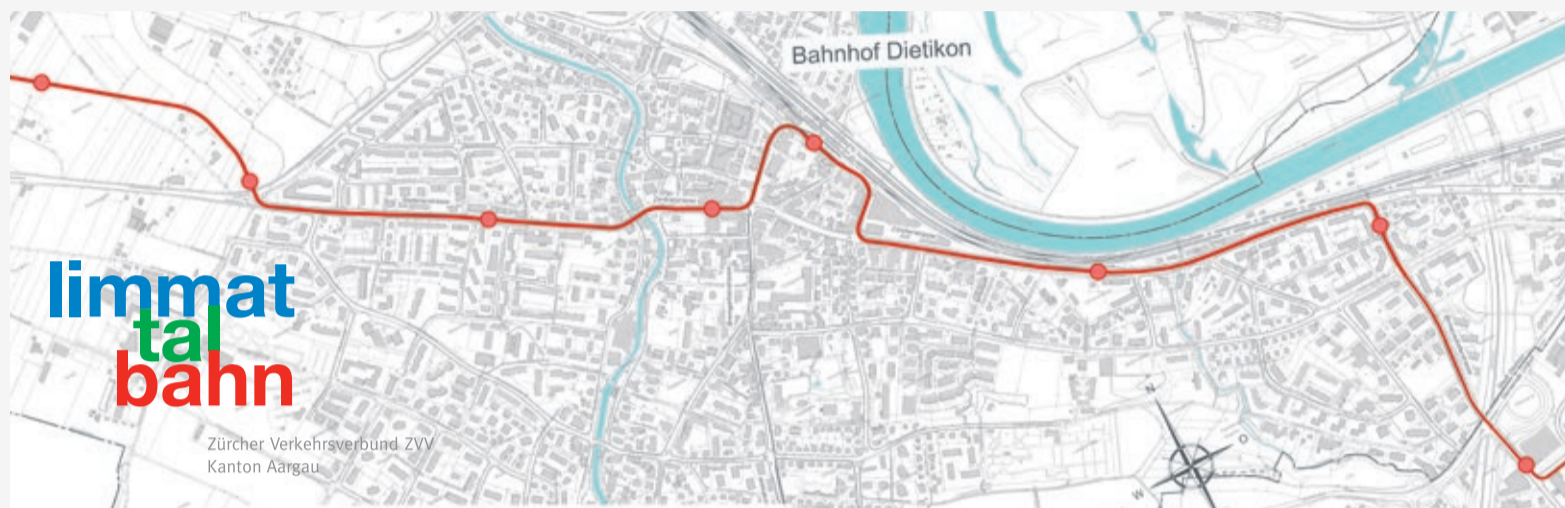 Bahnhof Dietikon
limmat
tal
bahn
Zürcher Verkehrsverbund ZVV
Kanton Aargau
N
O
W